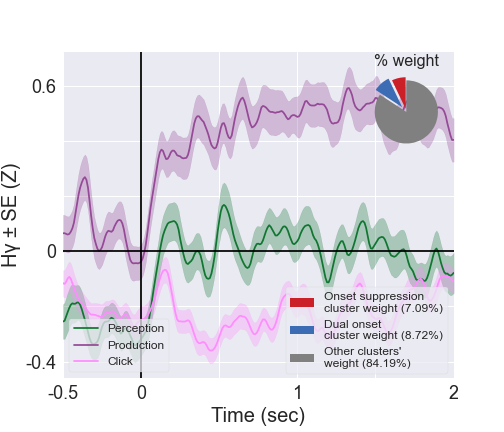 % weight
0.6
0
-0.4
Hγ ± SE (Z)
Perception
Production
Click
Onset suppression
cluster weight (7.09%)
Dual onset
cluster weight (8.72%)
Other clusters'
weight (84.19%)
-0.5
0
1
2
Time (sec)